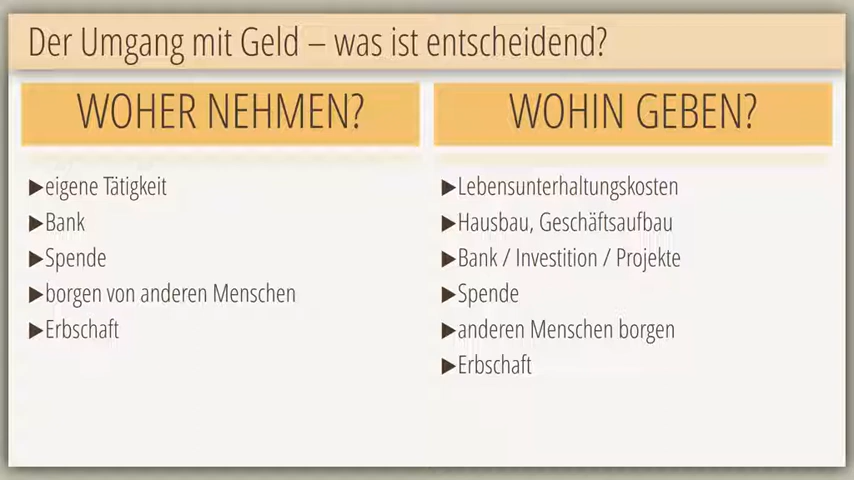 Der Umgang mit Geld – was ist entscheidend?
WOHER NEHMEN?
▶eigene Tätigkeit
▶Bank
▶Spende
▶borgen von anderen Menschen
▶Erbschaft
WOHIN GEBEN?
▶Lebensunterhaltungskosten
▶Hausbau, Geschäftsaufbau
▶Bank / Investition / Projekte
▶Spende
▶anderen Menschen borgen
▶Erbschaft